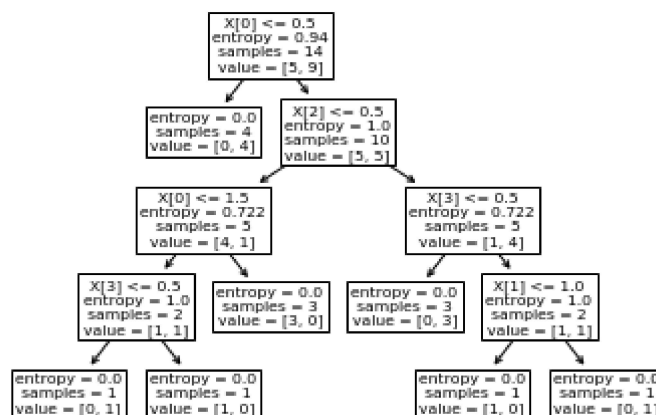 X[0] <= 0.5
entropy = 0.94
samples = 14
value = [5, 9]
entropy = 0.0
samples = 4
value = [0, 4]
X[2] <= 0.5
entropy = 1.0
samples = 10
value = [5, 5]
X[0] <= 1.5
entropy = 0.722
samples = 5
value = [4, 1]
X[3] <= 0.5
entropy = 0.722
samples = 5
value = [1, 4]
X[3] <= 0.5
entropy = 1.0
samples = 2
value = [1, 1]
entropy = 0.0
samples = 3
value = [3, 0]
entropy = 0.0
samples = 3
value = [0, 3]
X[1] <= 1.0
entropy = 1.0
samples = 2
value = [1, 1]
entropy = 0.0
samples = 1
value = [0, 1]
entropy = 0.0
samples = 1
value = [1, 0]
entropy = 0.0
samples = 1
value = [1, 0]
entropy = 0.0
samples = 1
value = [0, 1]